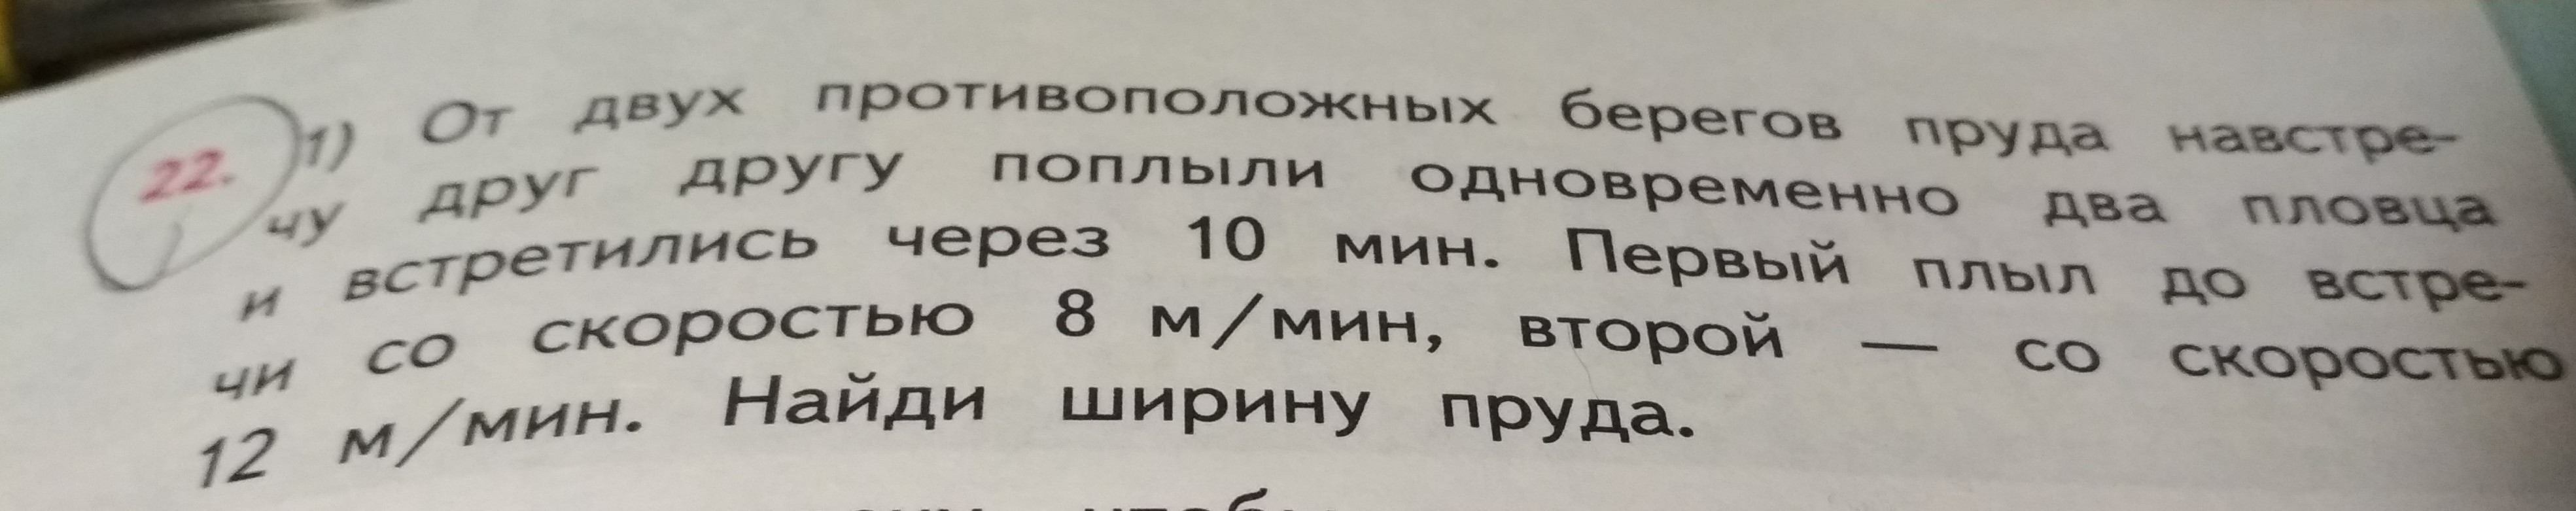 22. 1) От двух противоположных берегов пруда навстре-
чу друг другу поплыли одновременно два пловца
и встретились через 10 мин. Первый плыл до встре-
чи со скоростью 8 м/мин, второй — со скоростью
12 м/мин. Найди ширину пруда.